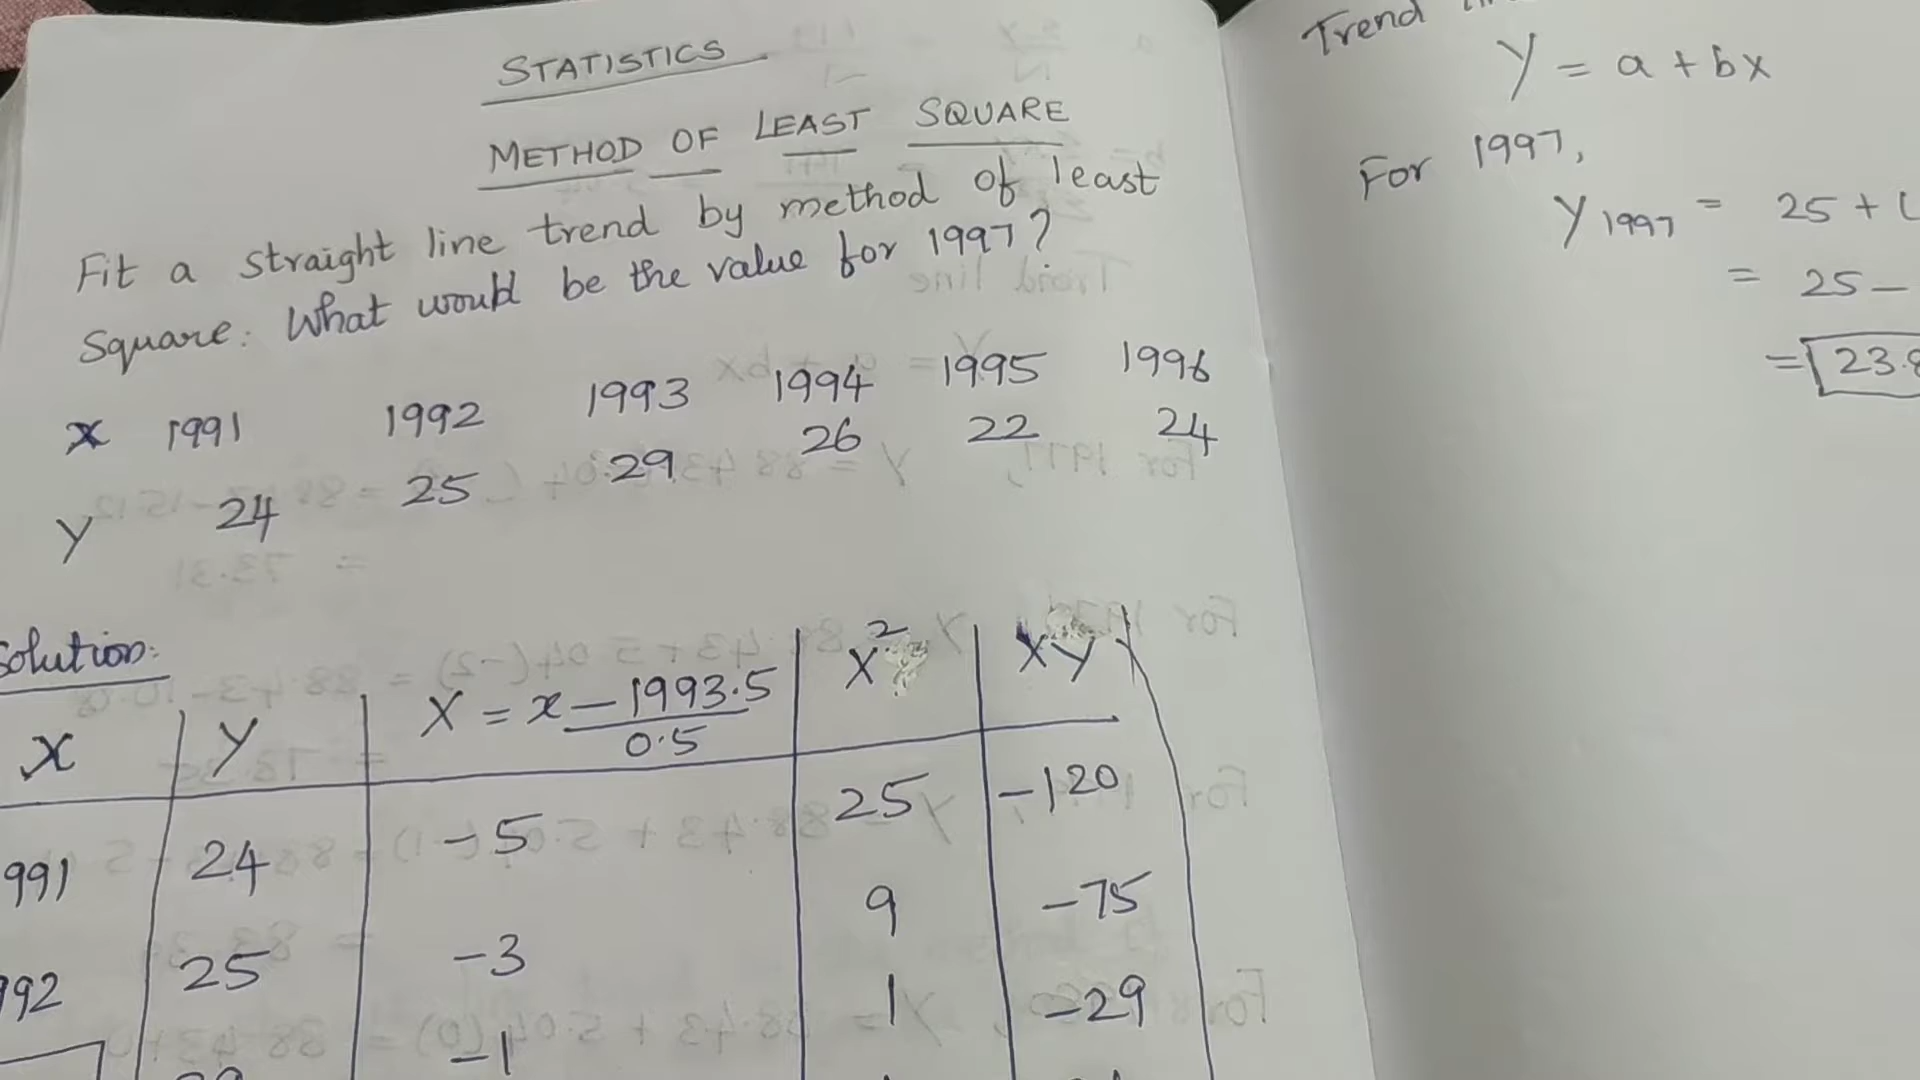 STATISTICS
METHOD OF LEAST SQUARE
Fit a straight line trend by method of least
square. What would be the value for 1997?
x 1991 1992 1993 1994 1995 1996
y 24 25 29 26 22 24
Solution:
x y X = x - 1993.5 / 0.5 X² XY
991 24 -5 25 -120
992 25 -3 9 -75
-1 1 -29
Trend
Y = a + bx
For 1997,
Y 1997 = 25 + (
= 25 -
= 23.8